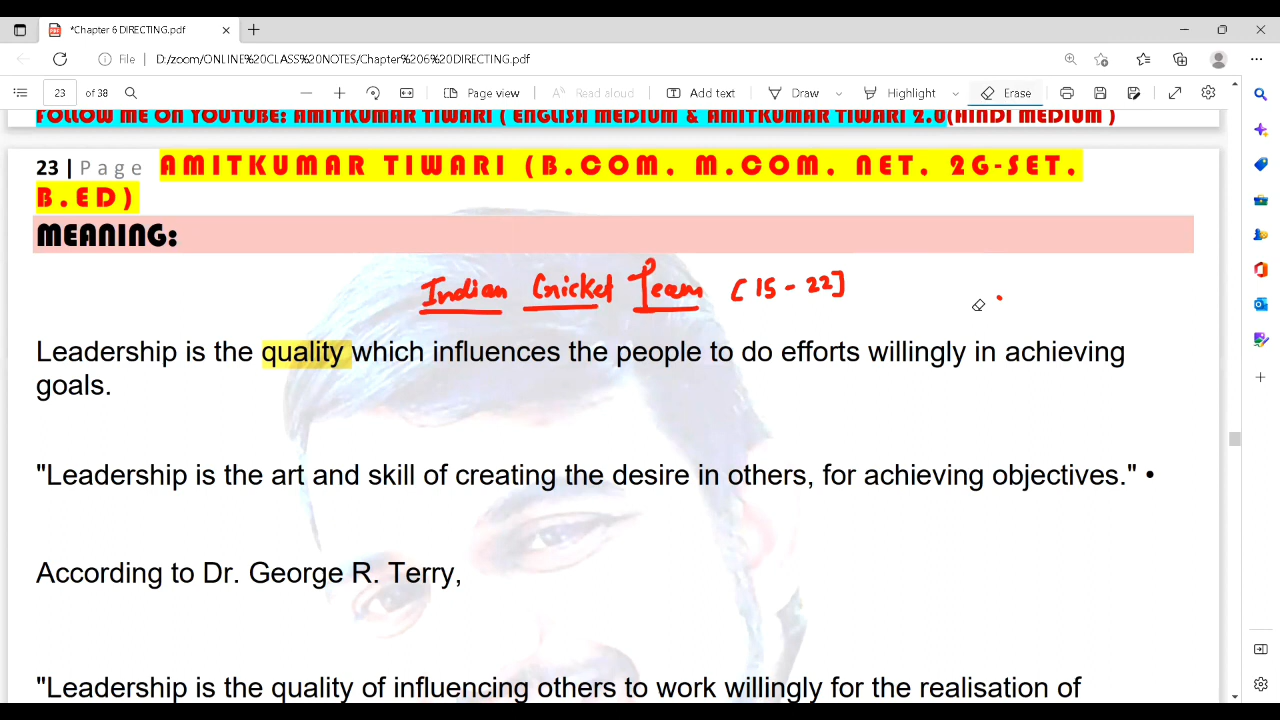 *Chapter 6 DIRECTING.pdf
File D:/zoom/ONLINE%20CLASS%20NOTES/Chapter%206%20DIRECTING.pdf
23 of 38 Page view Read aloud Add text Draw Highlight Erase
FOLLOW ME ON YOUTUBE: AMITKUMAR TIWARI ( ENGLISH MEDIUM & AMITKUMAR TIWARI 2.0(HINDI MEDIUM )
23 | Page AMITKUMAR TIWARI (B.COM. M.COM. NET. 2G-SET.
B.ED)
MEANING:
Indian Cricket Team [15-22]
Leadership is the quality which influences the people to do efforts willingly in achieving
goals.
"Leadership is the art and skill of creating the desire in others, for achieving objectives." •
According to Dr. George R. Terry,
"Leadership is the quality of influencing others to work willingly for the realisation of